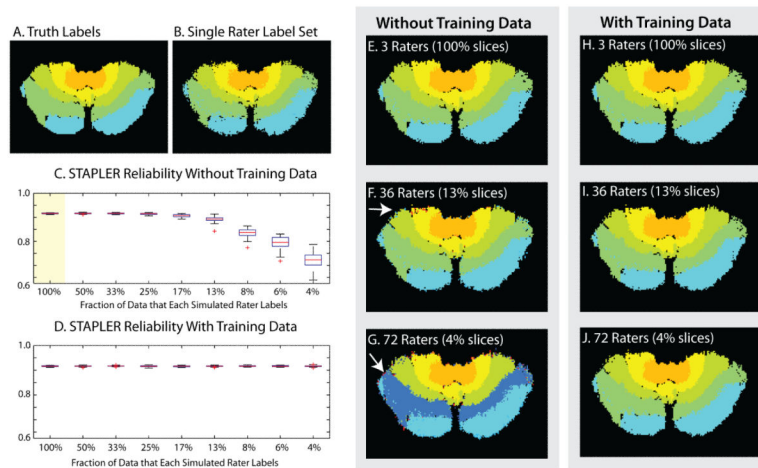 A. Truth Labels
B. Single Rater Label Set
C. STAPLER Reliability Without Training Data
1.0
0.8
0.6
100% 50% 33% 25% 17% 13% 8% 6% 4%
Fraction of Data that Each Simulated Rater Labels
D. STAPLER Reliability With Training Data
1.0
0.8
0.6
100% 50% 33% 25% 17% 13% 8% 6% 4%
Fraction of Data that Each Simulated Rater Labels
Without Training Data
E. 3 Raters (100% slices)
F. 36 Raters (13% slices)
G. 72 Raters (4% slices)
With Training Data
H. 3 Raters (100% slices)
I. 36 Raters (13% slices)
J. 72 Raters (4% slices)